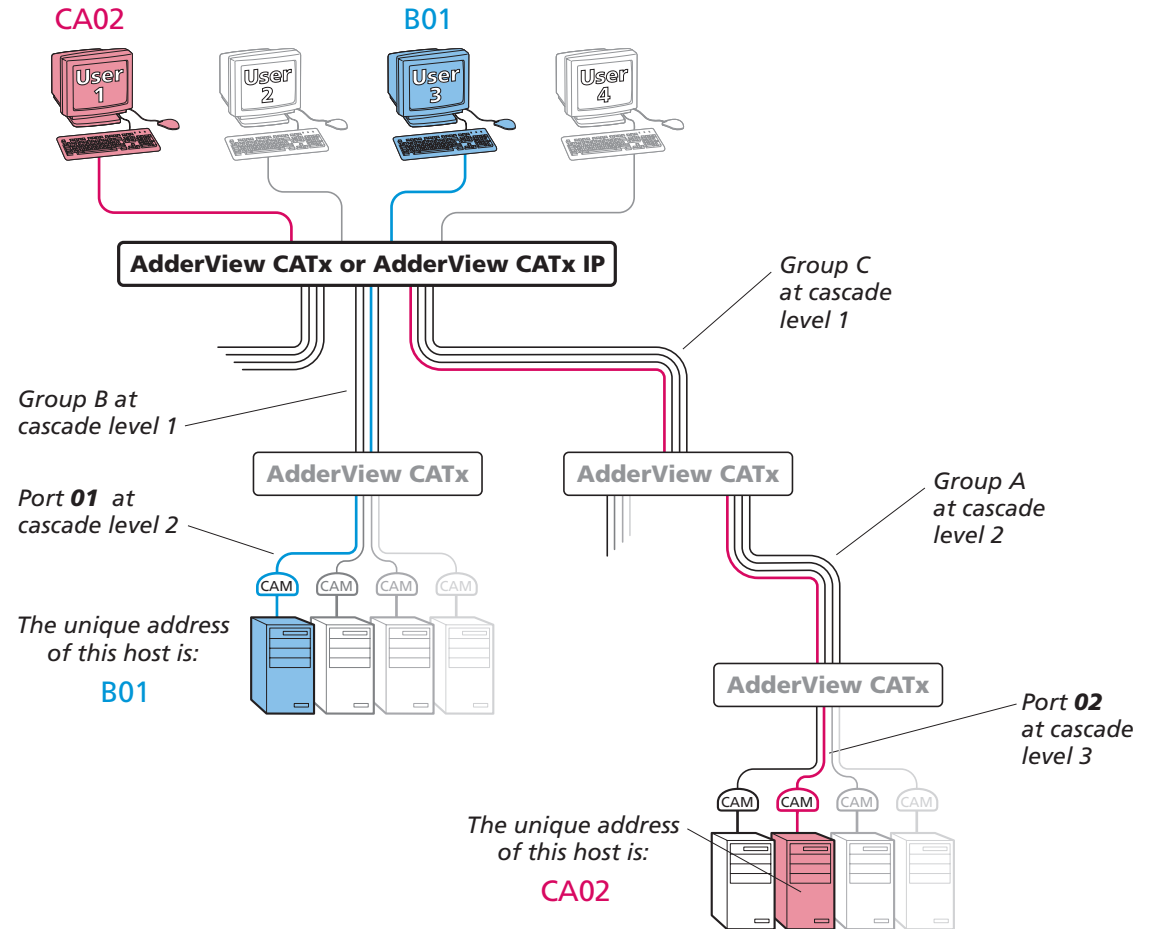 CA02
B01
User
1
User
2
User
3
User
4
AdderView CATx or AdderView CATx IP
Group C
at cascade
level 1
Group B at
cascade level 1
AdderView CATx
AdderView CATx
Port 01 at
cascade level 2
Group A
at cascade
level 2
CAM
CAM
CAM
CAM
The unique address
of this host is:
B01
AdderView CATx
Port 02
at cascade
level 3
CAM
CAM
CAM
CAM
The unique address
of this host is:
CA02